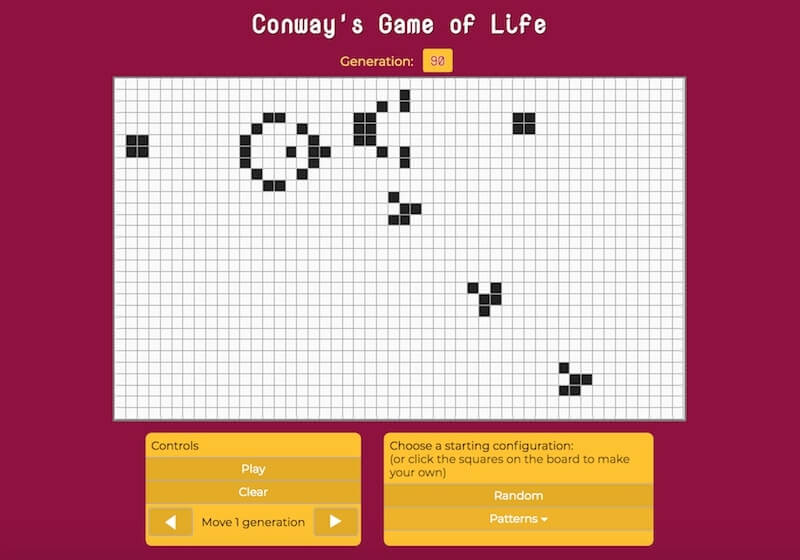 Conway's Game of Life
Generation: 90
Controls
Play
Clear
Move 1 generation
Choose a starting configuration:
(or click the squares on the board to make
your own)
Random
Patterns